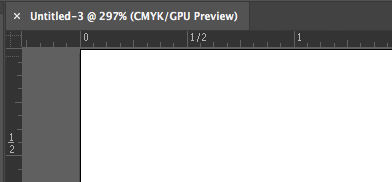 × Untitled-3 @ 297% (CMYK/GPU Preview)
0 1/2 1
1
2